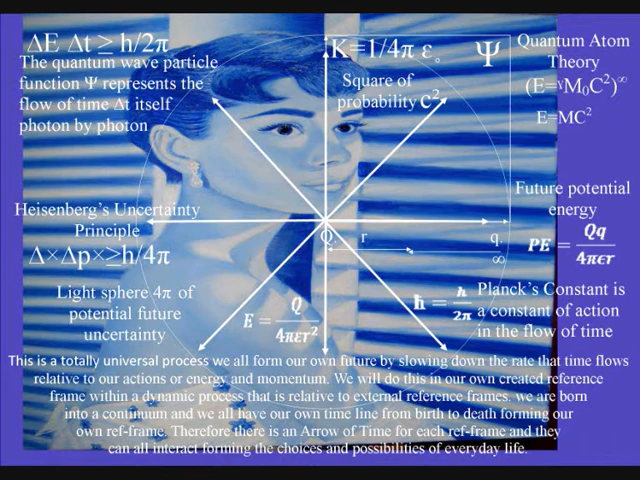 ΔE Δt ≥ h/2π
The quantum wave particle
function Ψ represents the
flow of time Δt itself
photon by photon
K=1/4π ε。
Ψ
Square of
probability c²
Quantum Atom
Theory
(E=ᵞM₀C²)∞
E=MC²
Heisenberg's Uncertainty
Principle
Δ×Δp×≥h/4π
Future potential
energy
PE = Qq/4πєr
Q. r q.
∞
Light sphere 4π of
potential future
uncertainty
E = Q/4πεr²
ħ = h/2π
Planck's Constant is
a constant of action
in the flow of time
This is a totally universal process we all form our own future by slowing down the rate that time flows
relative to our actions or energy and momentum. We will do this in our own created reference
frame within a dynamic process that is relative to external reference frames. we are born
into a continuum and we all have our own time line from birth to death forming our
own ref-frame. Therefore there is an Arrow of Time for each ref-frame and they
can all interact forming the choices and possibilities of everyday life.